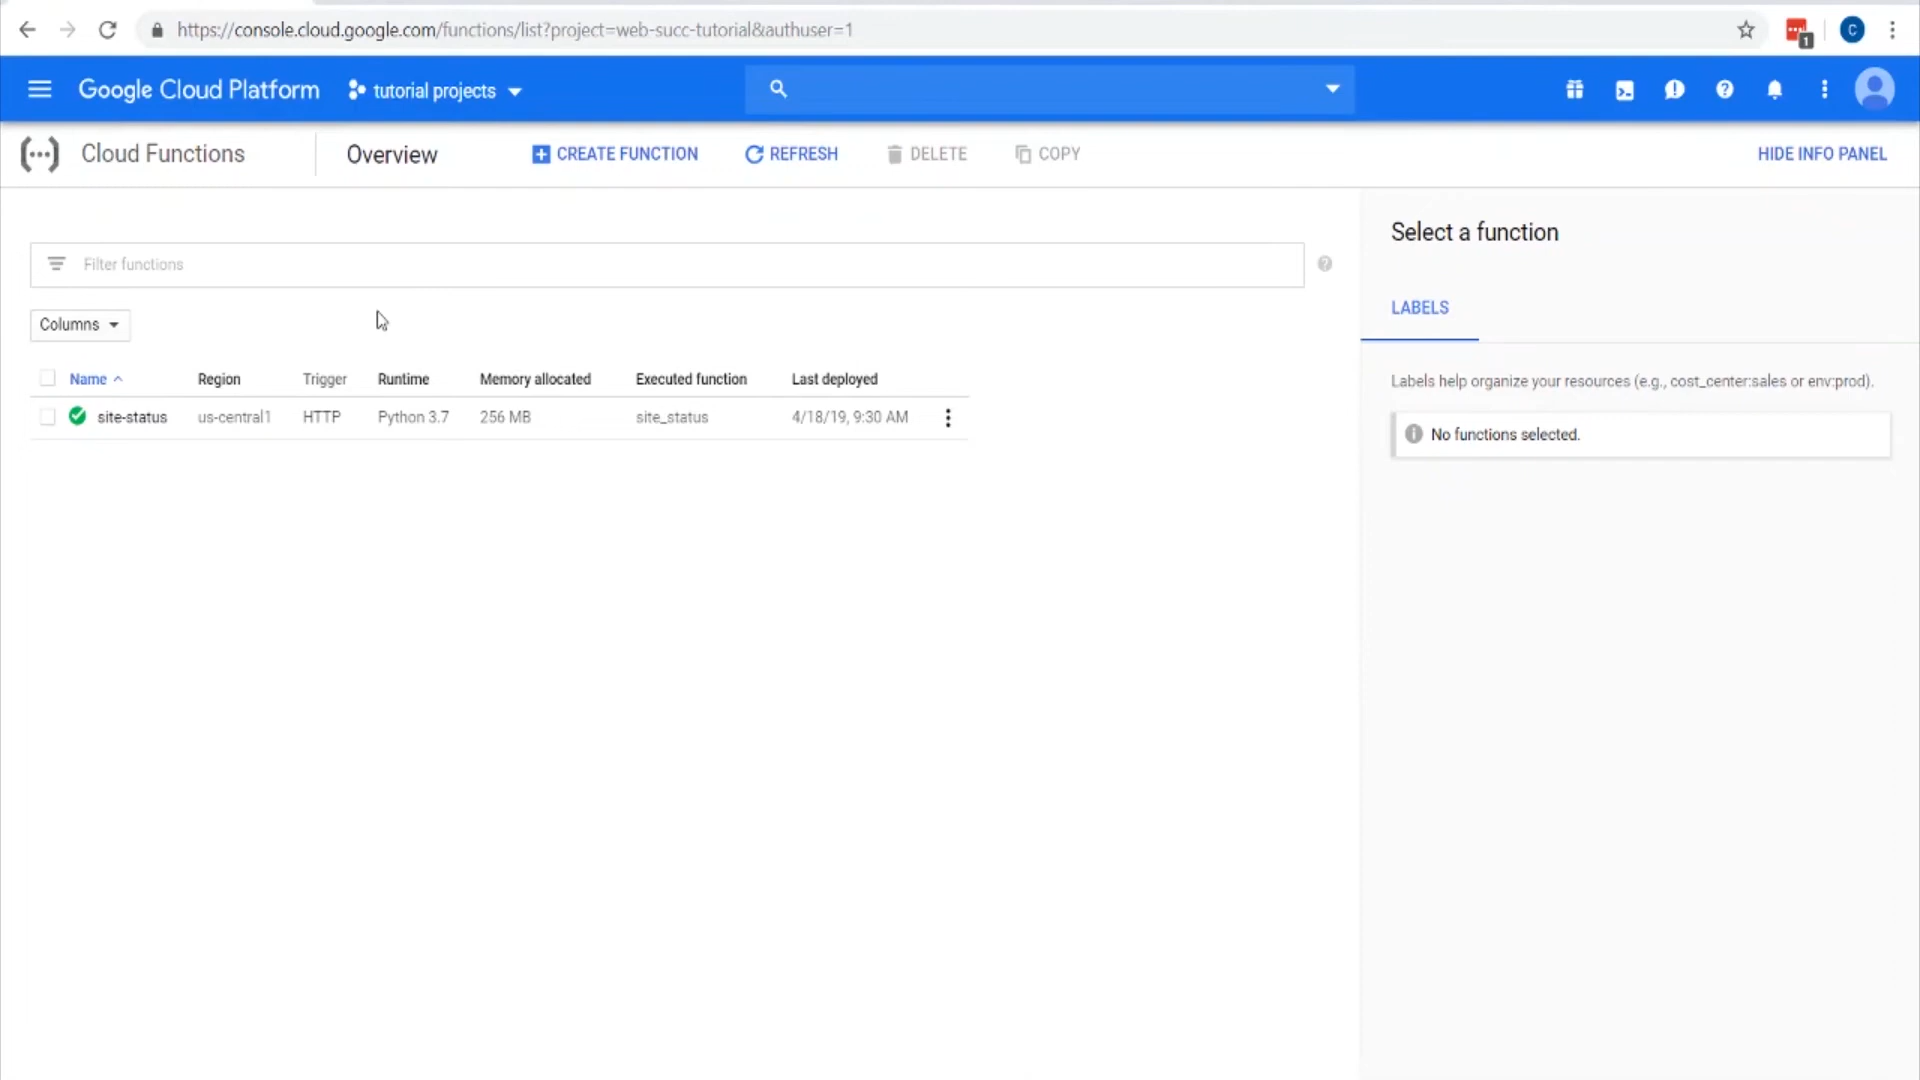 https://console.cloud.google.com/functions/list?project=web-succ-tutorial&authuser=1
1
C
Google Cloud Platform
tutorial projects
Cloud Functions
Overview
CREATE FUNCTION
REFRESH
DELETE
COPY
HIDE INFO PANEL
Filter functions
Columns
Name Region Trigger Runtime Memory allocated Executed function Last deployed
site-status us-central1 HTTP Python 3.7 256 MB site_status 4/18/19, 9:30 AM
Select a function
LABELS
Labels help organize your resources (e.g., cost_center:sales or env:prod).
No functions selected.